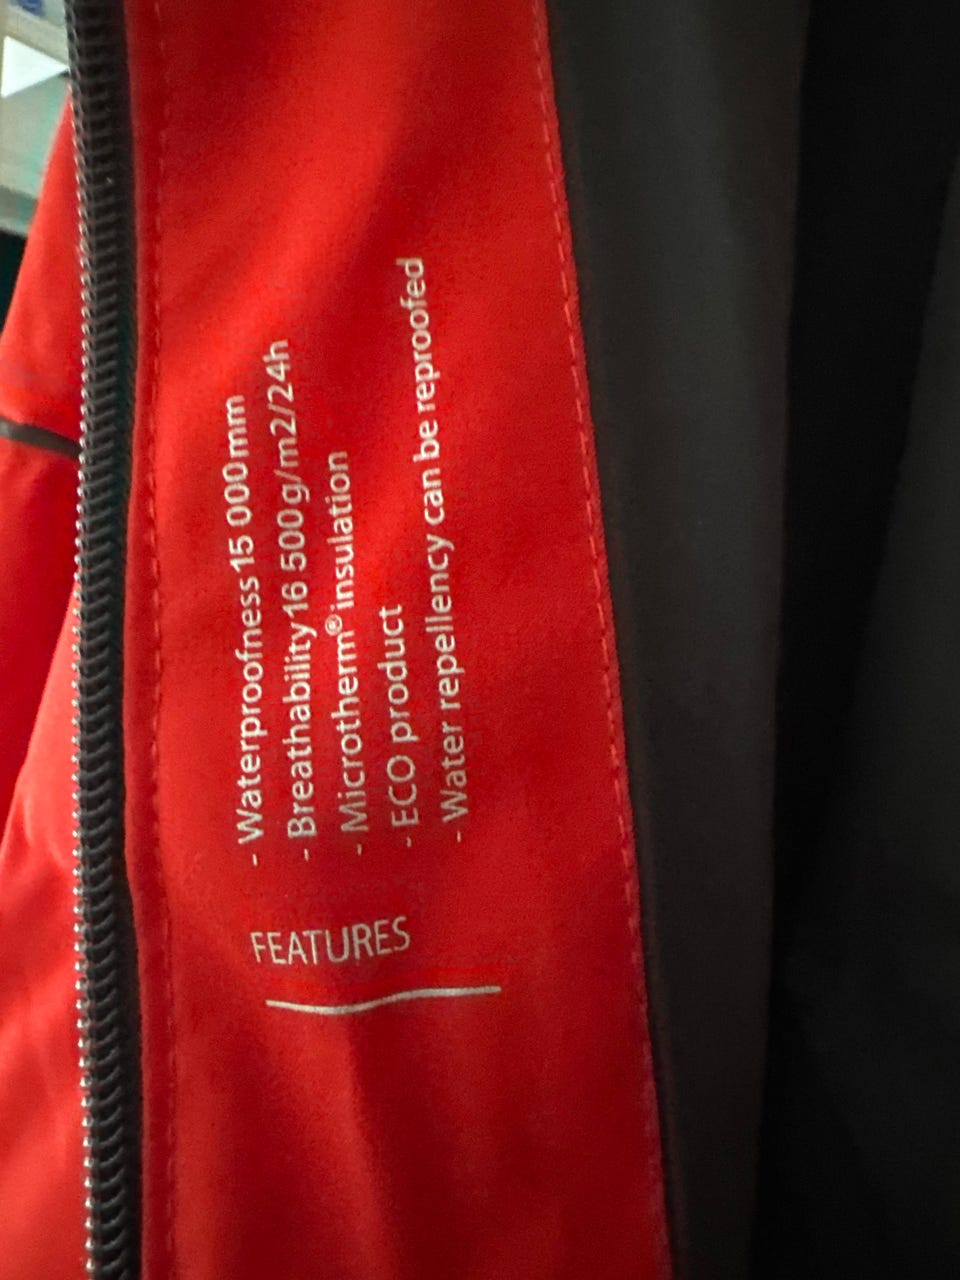 FEATURES
- Waterproofness 15 000mm
- Breathability 16 500g/m2/24h
- Microtherm® insulation
- ECO product
- Water repellency can be reproofed